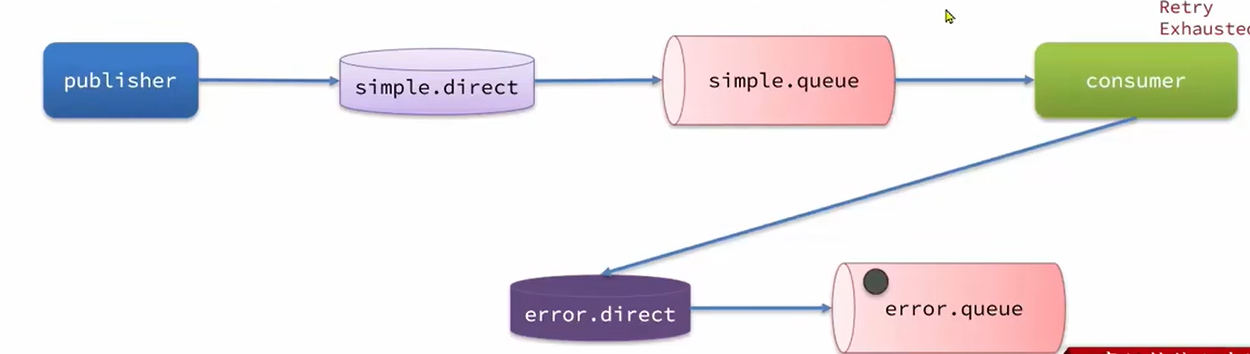 Retry
Exhausted
publisher
simple.direct
simple.queue
consumer
error.direct
error.queue